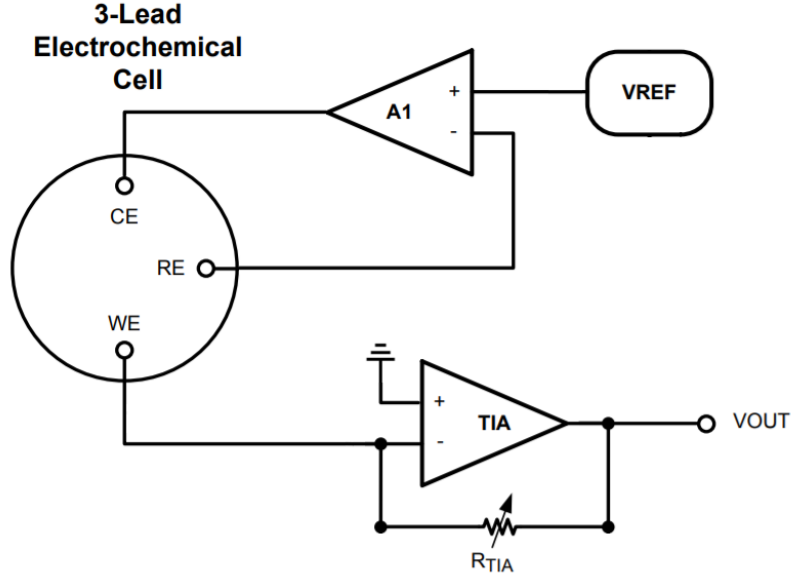 3-Lead
Electrochemical
Cell
+
A1
-
VREF
CE
RE
WE
+
TIA
-
VOUT
RTIA